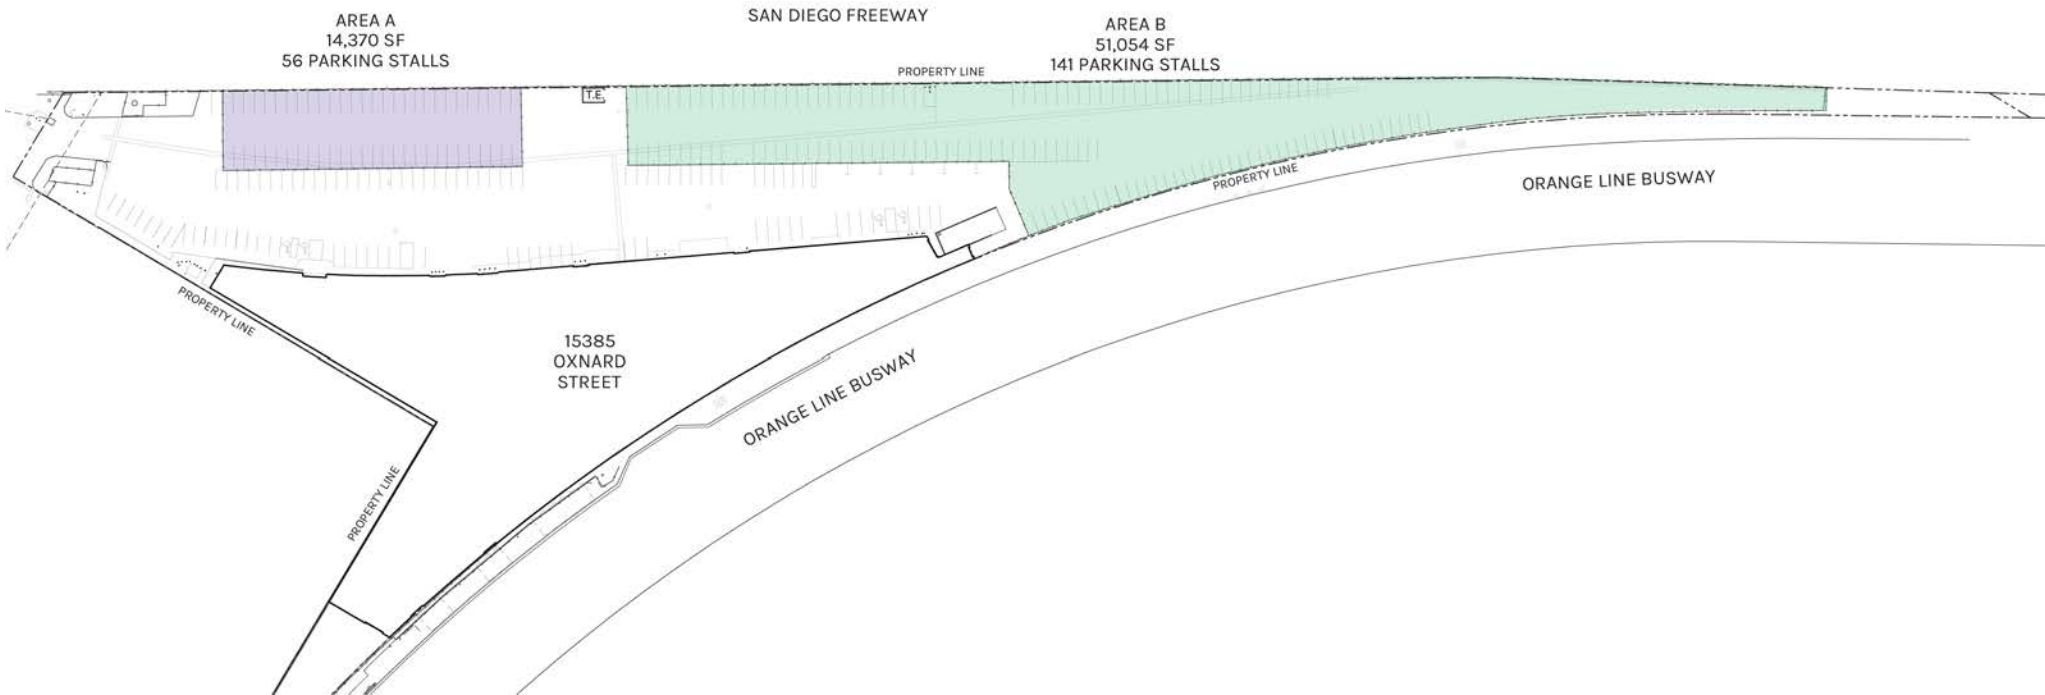 SAN DIEGO FREEWAY
AREA A
14,370 SF
56 PARKING STALLS
AREA B
51,054 SF
141 PARKING STALLS
PROPERTY LINE
T.E.
PROPERTY LINE
ORANGE LINE BUSWAY
PROPERTY LINE
15385
OXNARD
STREET
ORANGE LINE BUSWAY
PROPERTY LINE